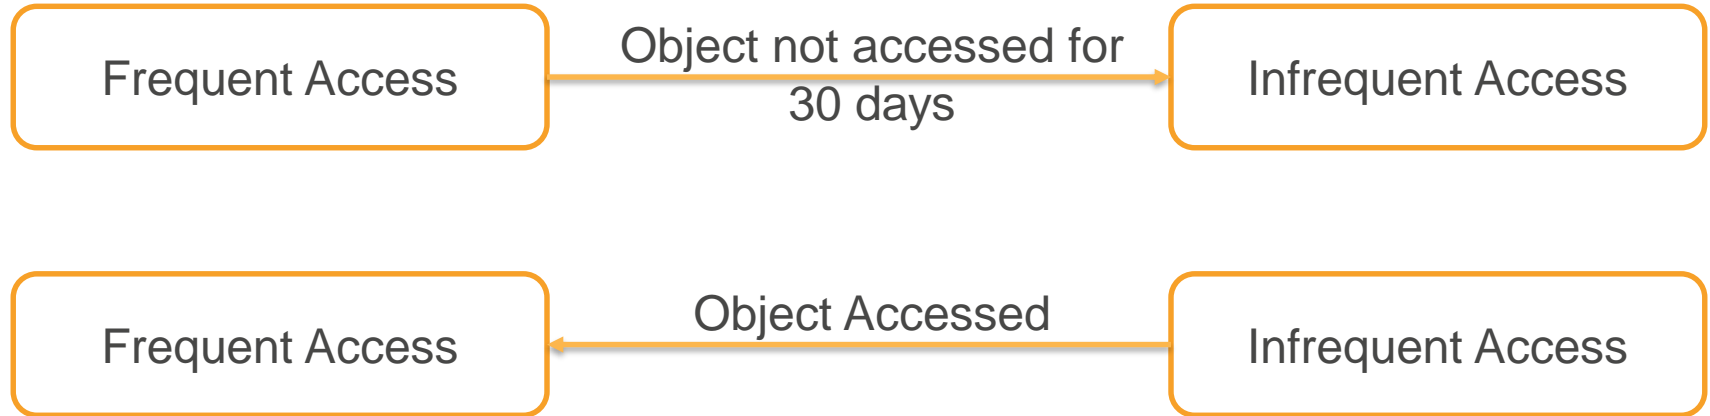 Frequent Access
Object not accessed for
30 days
Infrequent Access
Frequent Access
Object Accessed
Infrequent Access